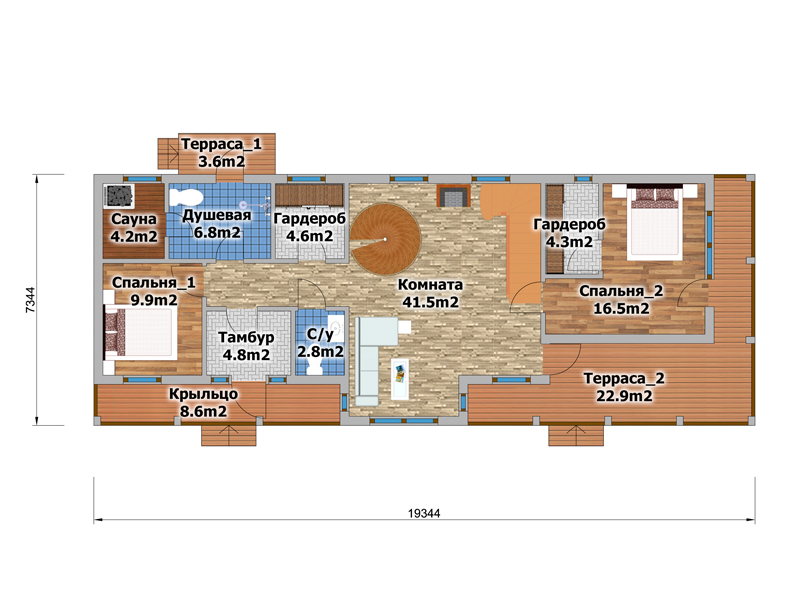 Терраса_1
3.6m2
Сауна
4.2m2
Душевая
6.8m2
Гардероб
4.6m2
Гардероб
4.3m2
Комната
41.5m2
Спальня_1
9.9m2
Спальня_2
16.5m2
7344
Тамбур
4.8m2
С/у
2.8m2
Крыльцо
8.6m2
Терраса_2
22.9m2
19344